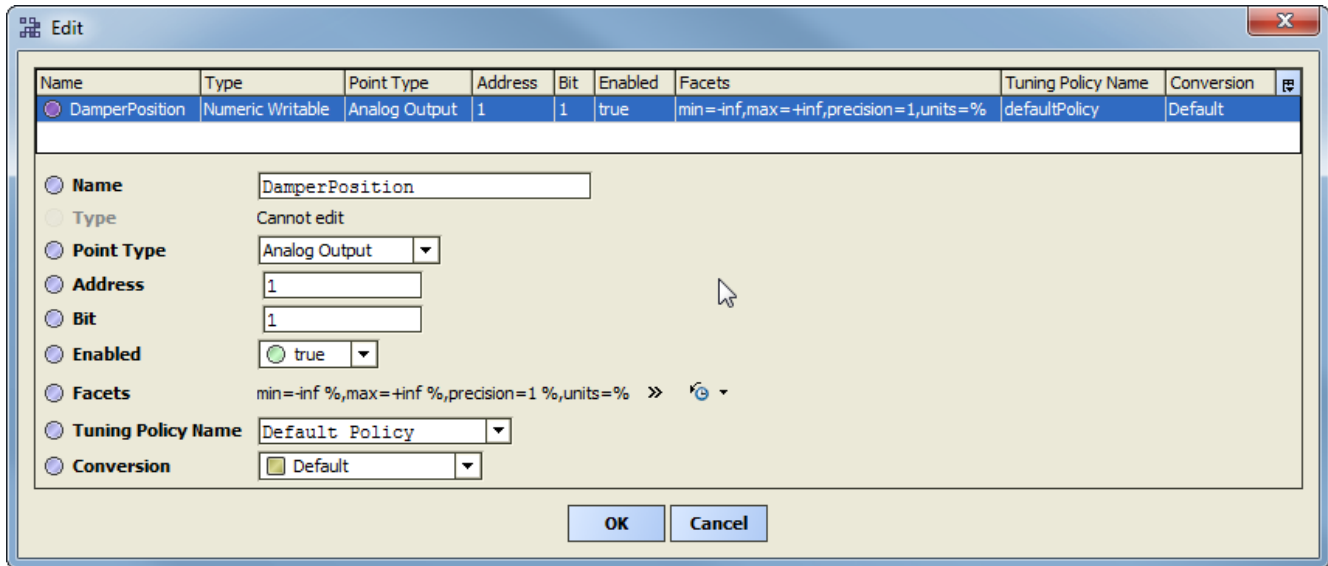 Edit
Name Type Point Type Address Bit Enabled Facets Tuning Policy Name Conversion
DamperPosition Numeric Writable Analog Output 1 1 true min=-inf,max=+inf,precision=1,units=% defaultPolicy Default
Name DamperPosition
Type Cannot edit
Point Type Analog Output
Address 1
Bit 1
Enabled true
Facets min=-inf %,max=+inf %,precision=1 %,units=% »
Tuning Policy Name Default Policy
Conversion Default
OK Cancel